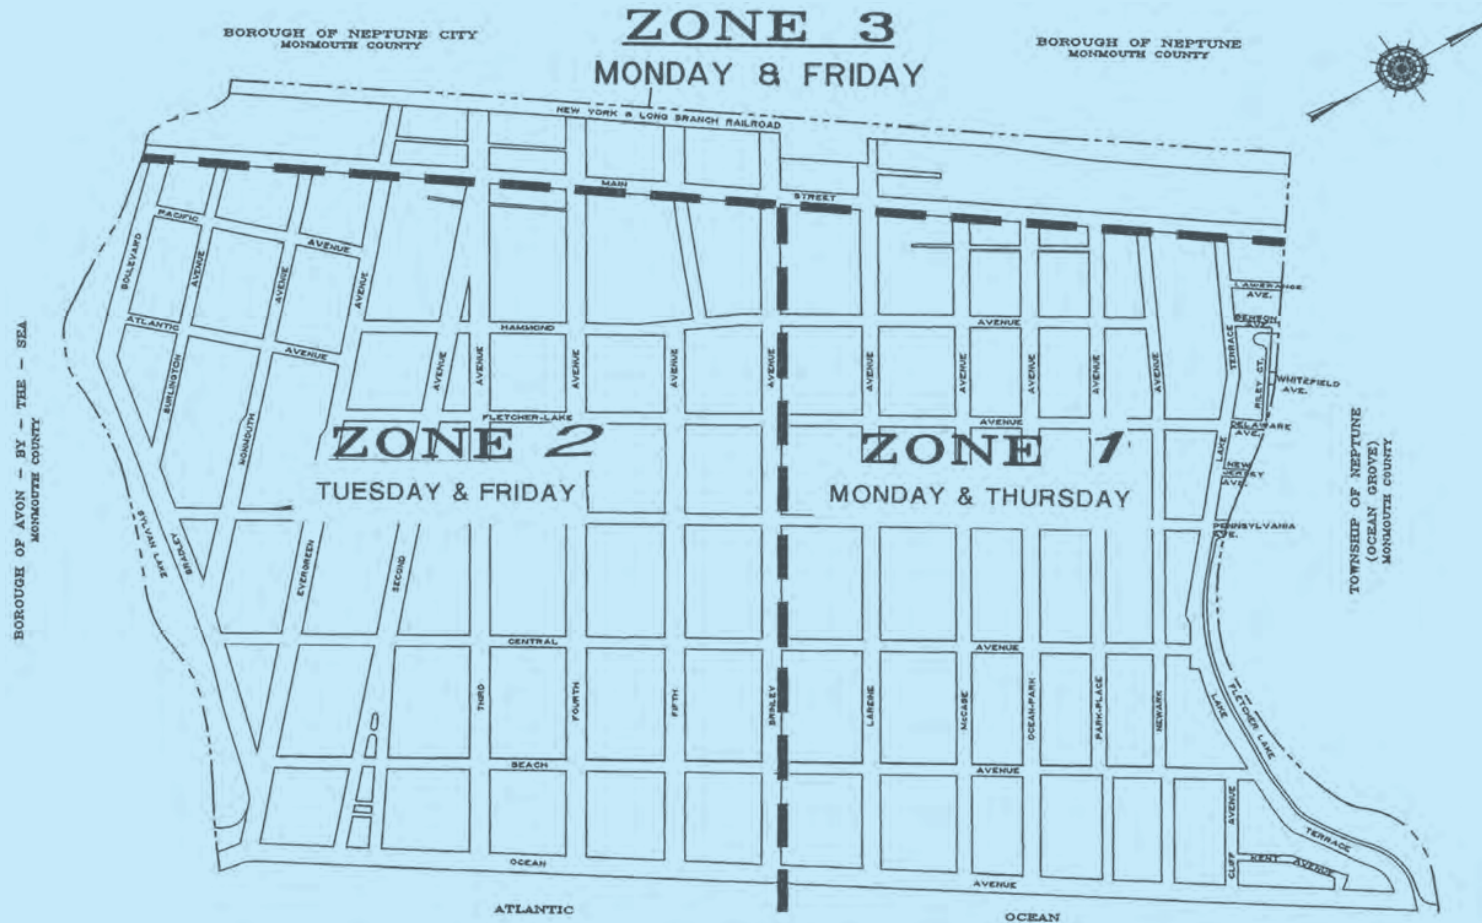 ZONE 3
MONDAY & FRIDAY
BOROUGH OF NEPTUNE CITY
MONMOUTH COUNTY
BOROUGH OF NEPTUNE
MONMOUTH COUNTY
NEW YORK & LONG BRANCH RAILROAD
MAIN
STREET
PACIFIC
AVENUE
BOULEVARD
AVENUE
AVENUE
AVENUE
ATLANTIC
AVENUE
HAMMOND
AVENUE
LAWERANCE
AVE.
BENSON
AVE.
TERRACE
RILEY CT.
WHITEFIELD
AVE.
BURLINGTON
MONMOUTH
AVENUE
AVENUE
AVENUE
AVENUE
AVENUE
AVENUE
AVENUE
AVENUE
AVENUE
AVENUE
FLETCHER-LAKE
AVENUE
DELAWARE
AVE.
LAKE
NEW
JERSEY
AVE.
PENNSYLVANIA
AVE.
ZONE 2
TUESDAY & FRIDAY
ZONE 1
MONDAY & THURSDAY
BOROUGH OF AVON - BY - THE - SEA
MONMOUTH COUNTY
TOWNSHIP OF NEPTUNE
(OCEAN GROVE)
MONMOUTH COUNTY
SYLVAN LAKE
BRADLEY
EVERGREEN
SECOND
CENTRAL
AVENUE
THIRD
FOURTH
FIFTH
BRINLEY
LAREINE
McCABE
OCEAN-PARK
PARK-PLACE
NEWARK
LAKE
FLETCHER LAKE
BEACH
AVENUE
AVENUE
CLIFF
TERRACE
KENT AVENUE
OCEAN
AVENUE
ATLANTIC
OCEAN